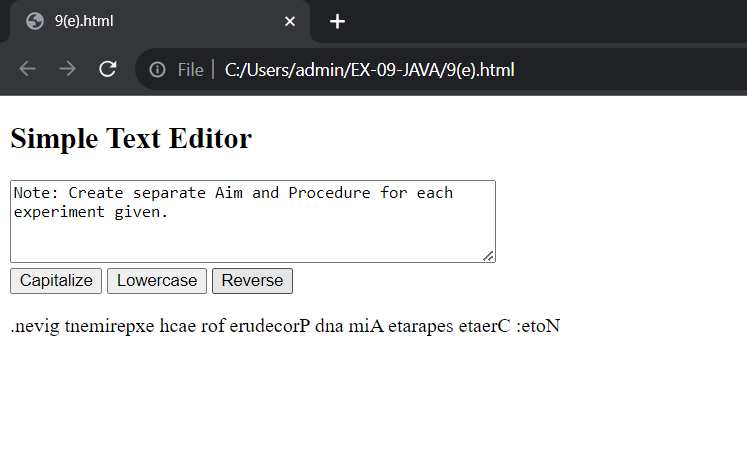 9(e).html
File C:/Users/admin/EX-09-JAVA/9(e).html
Simple Text Editor
Note: Create separate Aim and Procedure for each
experiment given.
Capitalize Lowercase Reverse
.nevig tnemirepxe hcae rof erudecorP dna miA etarapes etaerC :etoN